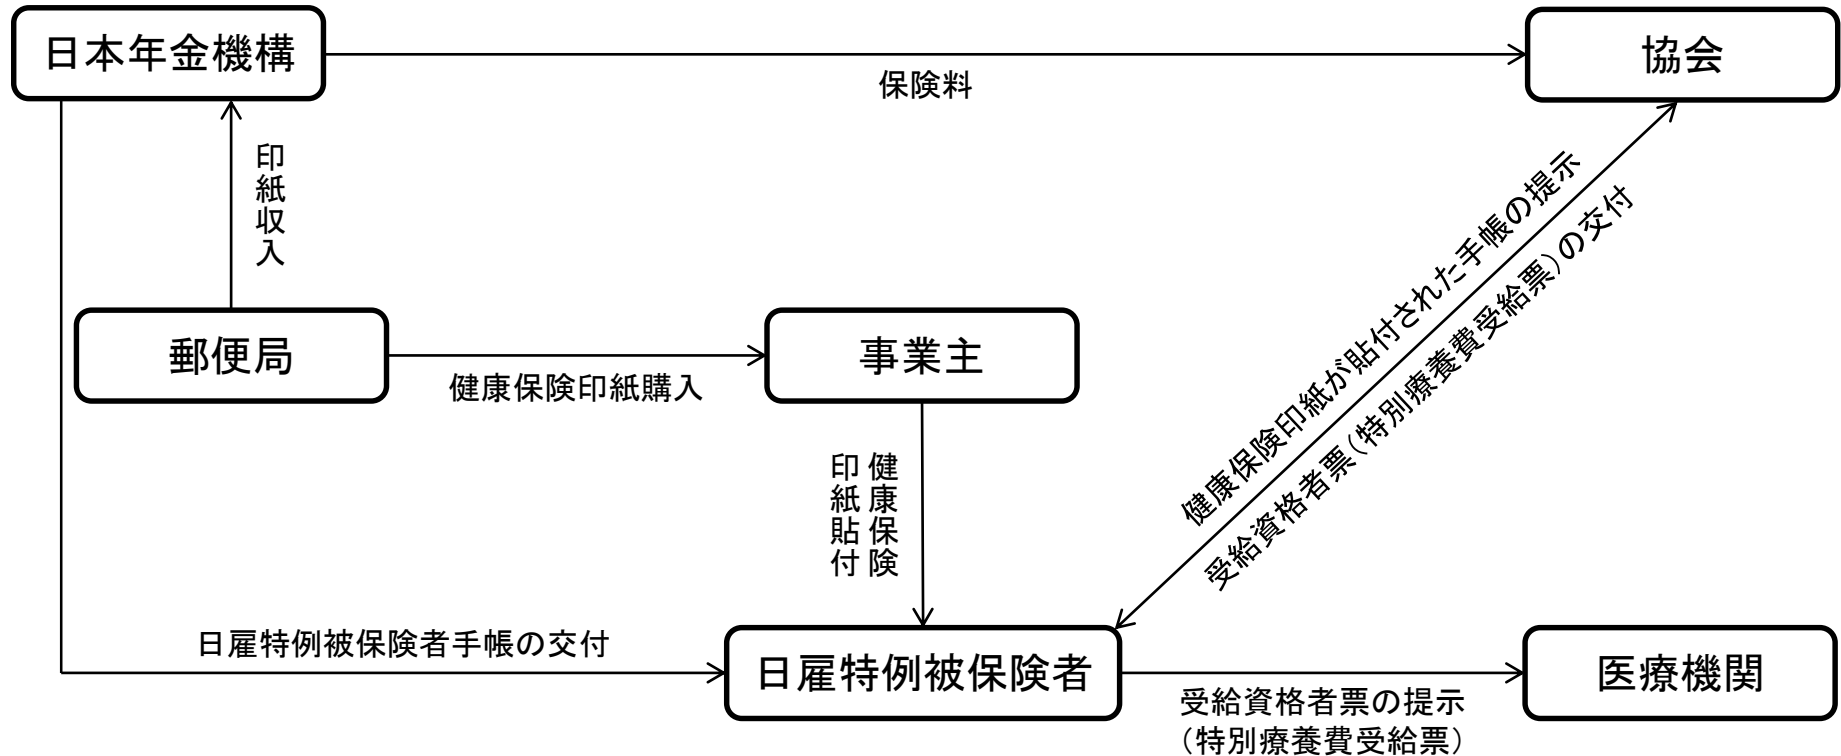 日本年金機構
協会
保険料
印紙収入
健康保険印紙が貼付された手帳の提示
受給資格者票(特別療養費受給票)の交付
郵便局
事業主
健康保険印紙購入
健康保険
印紙貼付
日雇特例被保険者手帳の交付
日雇特例被保険者
医療機関
受給資格者票の提示
(特別療養費受給票)